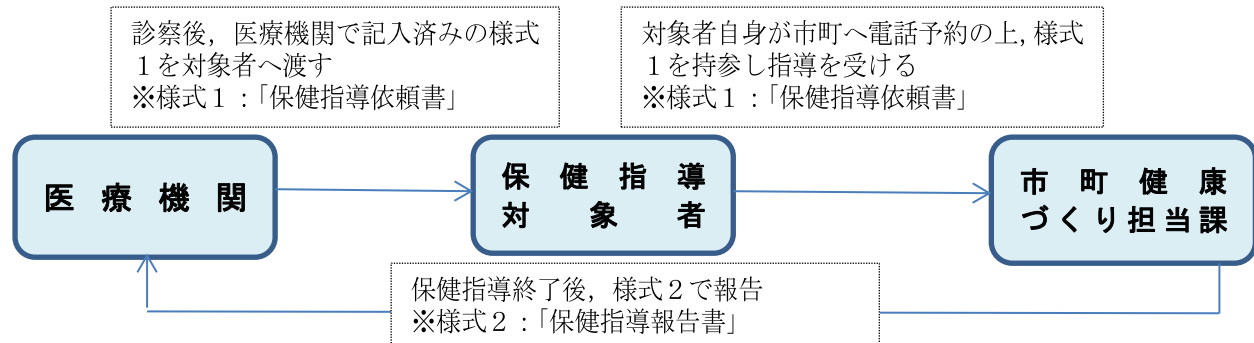 診察後，医療機関で記入済みの様式
１を対象者へ渡す
※様式１：「保健指導依頼書」
対象者自身が市町へ電話予約の上，様式
１を持参し指導を受ける
※様式１：「保健指導依頼書」
医療機関
保健指導
対象者
市町健康
づくり担当課
保健指導終了後，様式２で報告
※様式２：「保健指導報告書」